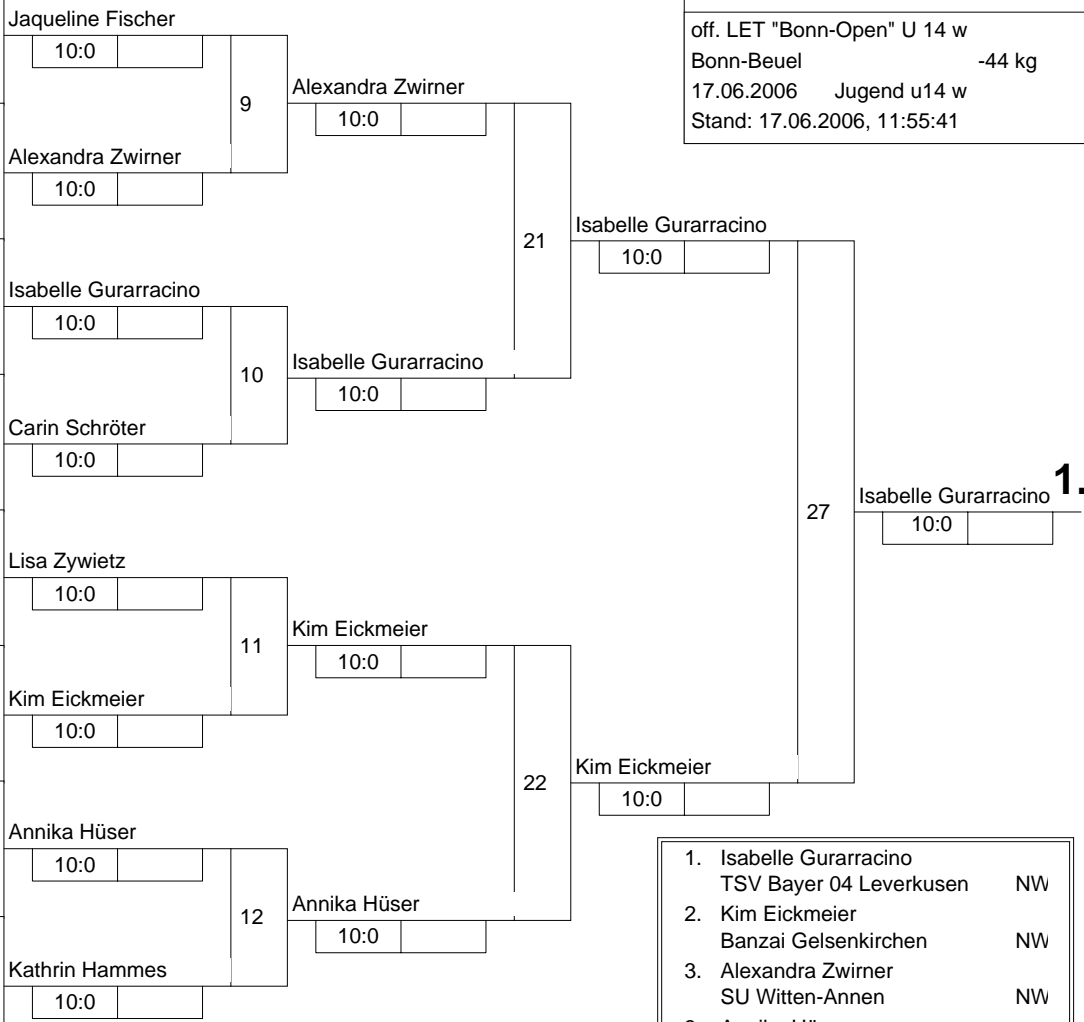 Jaqueline Fischer
10:0
9
Alexandra Zwirner
10:0
Alexandra Zwirner
10:0
off. LET "Bonn-Open" U 14 w
Bonn-Beuel -44 kg
17.06.2006 Jugend u14 w
Stand: 17.06.2006, 11:55:41
21
Isabelle Gurarracino
10:0
Isabelle Gurarracino
10:0
10
Isabelle Gurarracino
10:0
Carin Schröter
10:0
27
Isabelle Gurarracino 1.
10:0
Lisa Zywietz
10:0
11
Kim Eickmeier
10:0
Kim Eickmeier
10:0
22
Kim Eickmeier
10:0
Annika Hüser
10:0
12
Annika Hüser
10:0
Kathrin Hammes
10:0
1. Isabelle Gurarracino
TSV Bayer 04 Leverkusen NW
2. Kim Eickmeier
Banzai Gelsenkirchen NW
3. Alexandra Zwirner
SU Witten-Annen NW